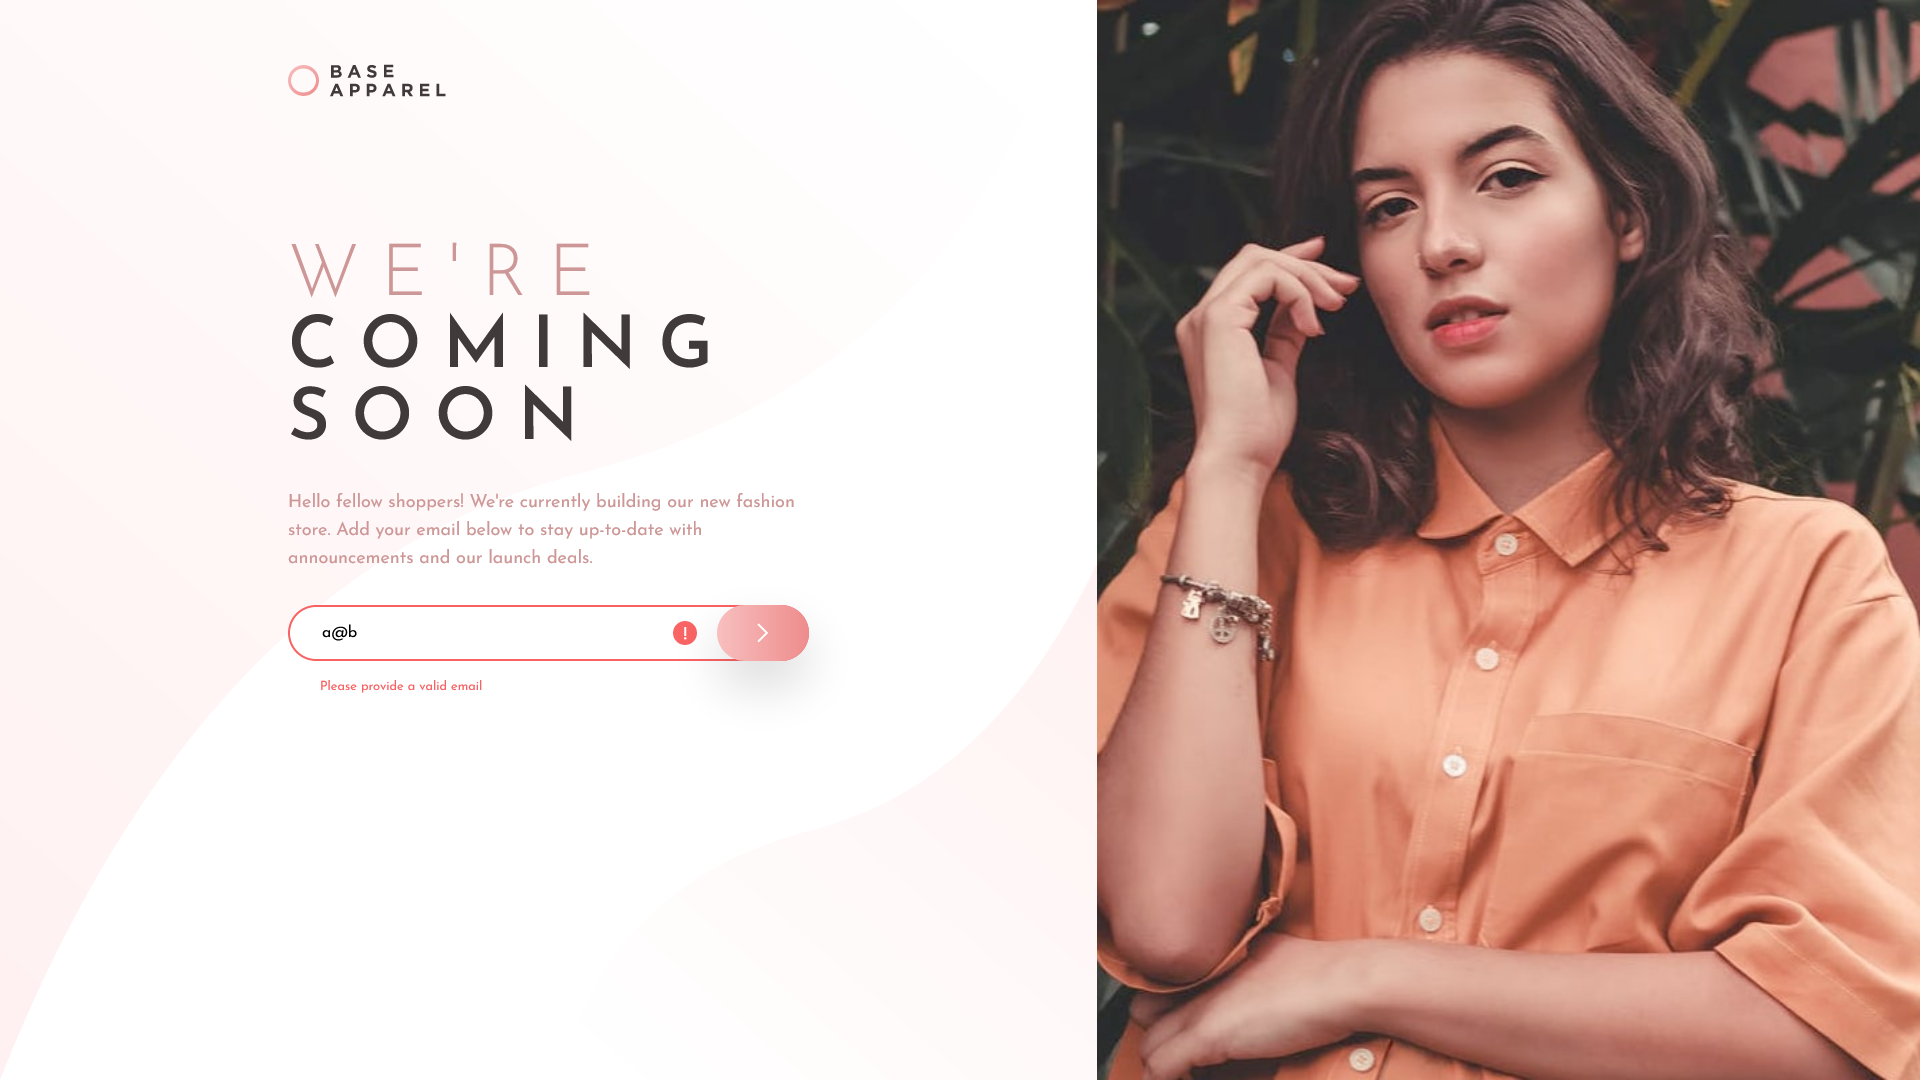 BASE
APPAREL
WE'RE
COMING
SOON
Hello fellow shoppers! We're currently building our new fashion
store. Add your email below to stay up-to-date with
announcements and our launch deals.
a@b
!
Please provide a valid email